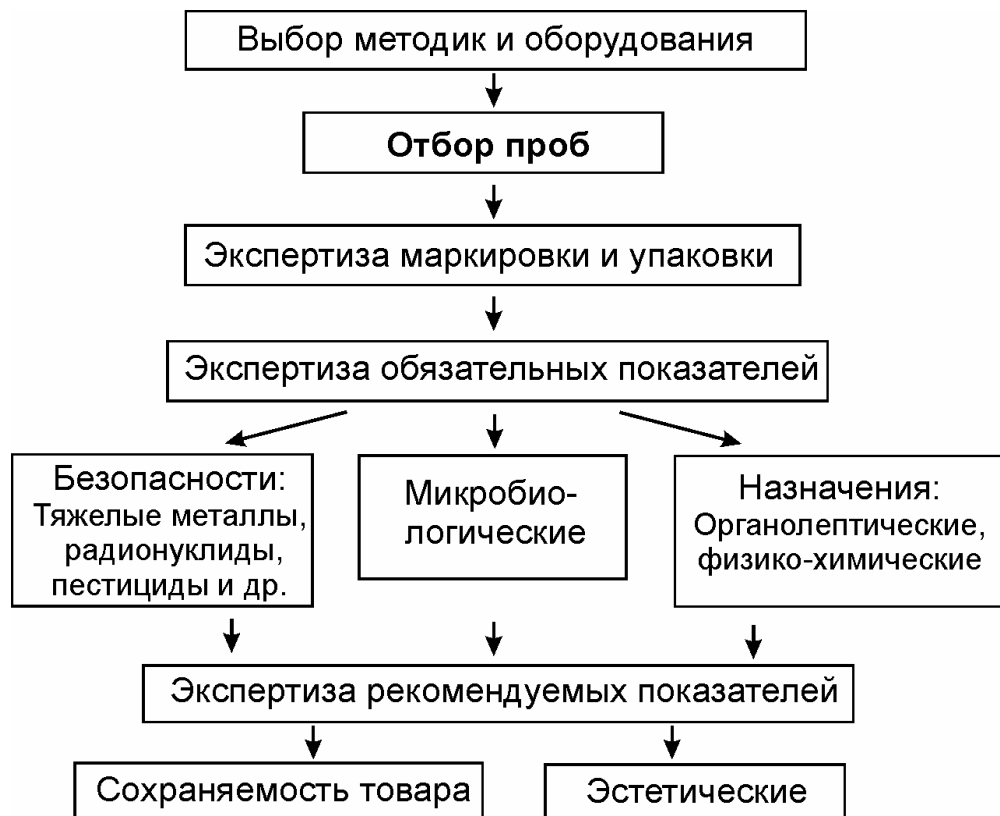 Выбор методик и оборудования
Отбор проб
Экспертиза маркировки и упаковки
Экспертиза обязательных показателей
Безопасности:
Тяжелые металлы,
радионуклиды,
пестициды и др.
Микробио-
логические
Назначения:
Органолептические,
физико-химические
Экспертиза рекомендуемых показателей
Сохраняемость товара
Эстетические